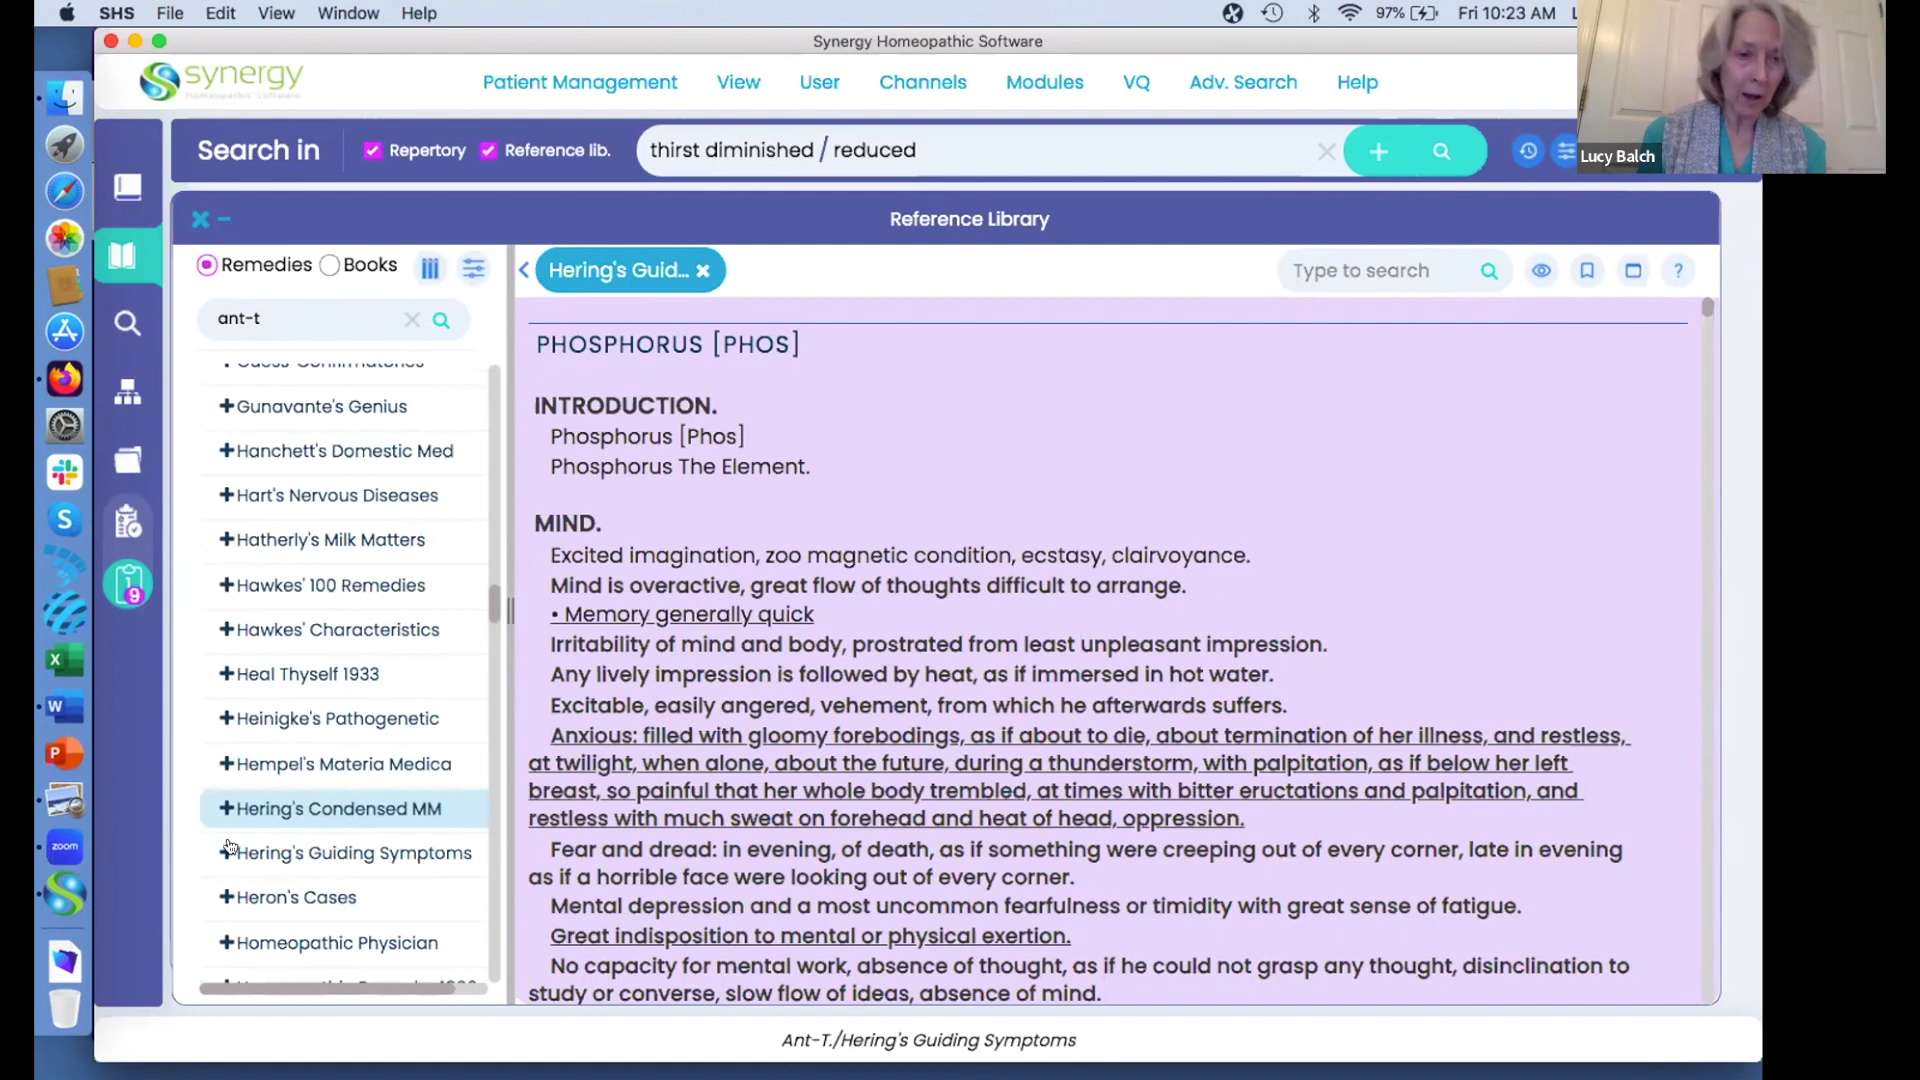 SHS File Edit View Window Help
97% Fri 10:23 AM L
Synergy Homeopathic Software
synergy
Homeopathic Software
Patient Management View User Channels Modules VQ Adv. Search Help
Search in Repertory Reference lib. thirst diminished / reduced
Lucy Balch
Reference Library
Remedies Books
Hering's Guid...
Type to search
ant-t
Guess' Confirmatories
Gunavante's Genius
Hanchett's Domestic Med
Hart's Nervous Diseases
Hatherly's Milk Matters
Hawkes' 100 Remedies
Hawkes' Characteristics
Heal Thyself 1933
Heinigke's Pathogenetic
Hempel's Materia Medica
Hering's Condensed MM
Hering's Guiding Symptoms
Heron's Cases
Homeopathic Physician
PHOSPHORUS [PHOS]
INTRODUCTION.
Phosphorus [Phos]
Phosphorus The Element.
MIND.
Excited imagination, zoo magnetic condition, ecstasy, clairvoyance.
Mind is overactive, great flow of thoughts difficult to arrange.
• Memory generally quick
Irritability of mind and body, prostrated from least unpleasant impression.
Any lively impression is followed by heat, as if immersed in hot water.
Excitable, easily angered, vehement, from which he afterwards suffers.
Anxious: filled with gloomy forebodings, as if about to die, about termination of her illness, and restless,
at twilight, when alone, about the future, during a thunderstorm, with palpitation, as if below her left
breast, so painful that her whole body trembled, at times with bitter eructations and palpitation, and
restless with much sweat on forehead and heat of head, oppression.
Fear and dread: in evening, of death, as if something were creeping out of every corner, late in evening
as if a horrible face were looking out of every corner.
Mental depression and a most uncommon fearfulness or timidity with great sense of fatigue.
Great indisposition to mental or physical exertion.
No capacity for mental work, absence of thought, as if he could not grasp any thought, disinclination to
study or converse, slow flow of ideas, absence of mind.
1
9
S
X
W
P
zoom
Ant-T./Hering's Guiding Symptoms